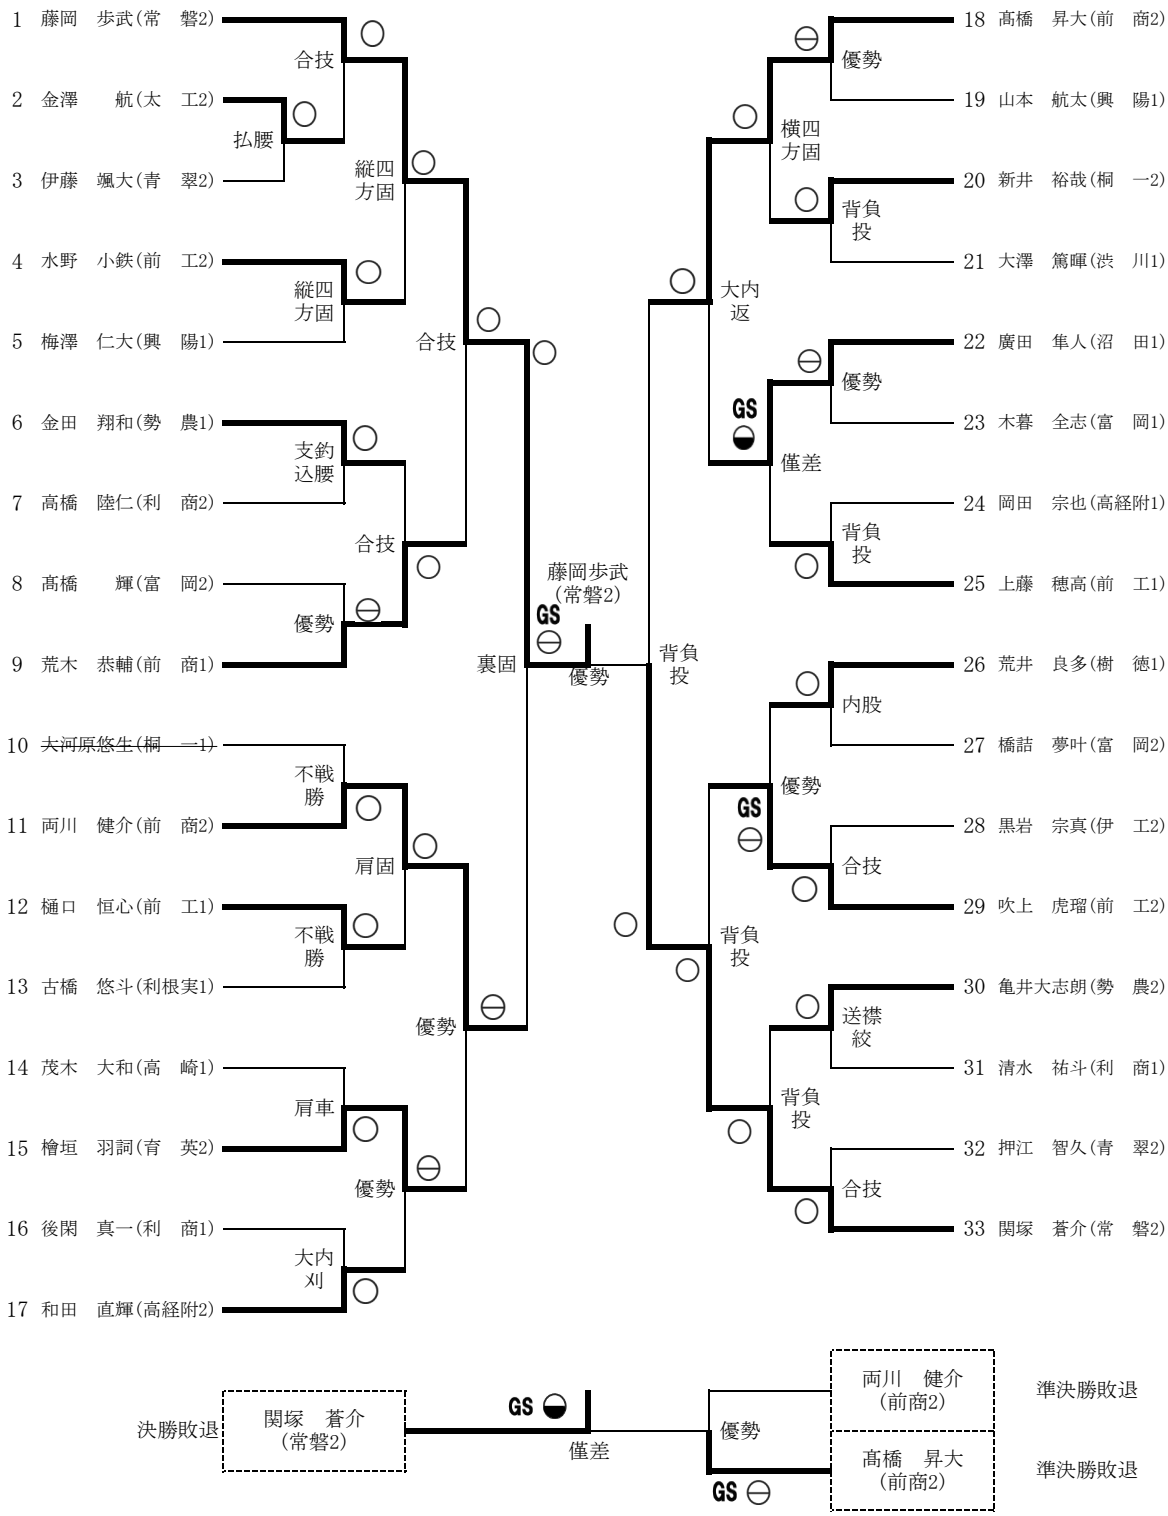 1 藤岡　歩武(常　磐2)
合技
2 金澤　　航(太　工2)
払腰
3 伊藤　颯大(青　翠2)
縦四
方固
4 水野　小鉄(前　工2)
縦四
方固
5 梅澤　仁大(興　陽1)
合技
6 金田　翔和(勢　農1)
支釣
込腰
7 高橋　陸仁(利　商2)
合技
8 髙橋　　輝(富　岡2)
優勢
9 荒木　恭輔(前　商1)
裏固
10 大河原悠生(桐　一1)
不戦
勝
11 両川　健介(前　商2)
肩固
12 樋口　恒心(前　工1)
不戦
勝
13 古橋　悠斗(利根実1)
優勢
14 茂木　大和(高　崎1)
肩車
15 檜垣　羽詞(育　英2)
優勢
16 後閑　真一(利　商1)
大内
刈
17 和田　直輝(高経附2)
藤岡歩武
(常磐2)
GS
優勢
18 髙橋　昇大(前　商2)
優勢
19 山本　航太(興　陽1)
横四
方固
20 新井　裕哉(桐　一2)
背負
投
21 大澤　篤暉(渋　川1)
大内
返
22 廣田　隼人(沼　田1)
優勢
23 木暮　全志(富　岡1)
GS
僅差
24 岡田　宗也(高経附1)
背負
投
25 上藤　穂高(前　工1)
背負
投
26 荒井　良多(樹　徳1)
内股
27 橋詰　夢叶(富　岡2)
優勢
GS
28 黒岩　宗真(伊　工2)
合技
29 吹上　虎瑠(前　工2)
背負
投
30 亀井大志朗(勢　農2)
送襟
絞
31 清水　祐斗(利　商1)
背負
投
32 押江　智久(青　翠2)
合技
33 関塚　蒼介(常　磐2)
決勝敗退
関塚　蒼介
(常磐2)
GS
僅差
優勢
GS
両川　健介
(前商2)
準決勝敗退
髙橋　昇大
(前商2)
準決勝敗退